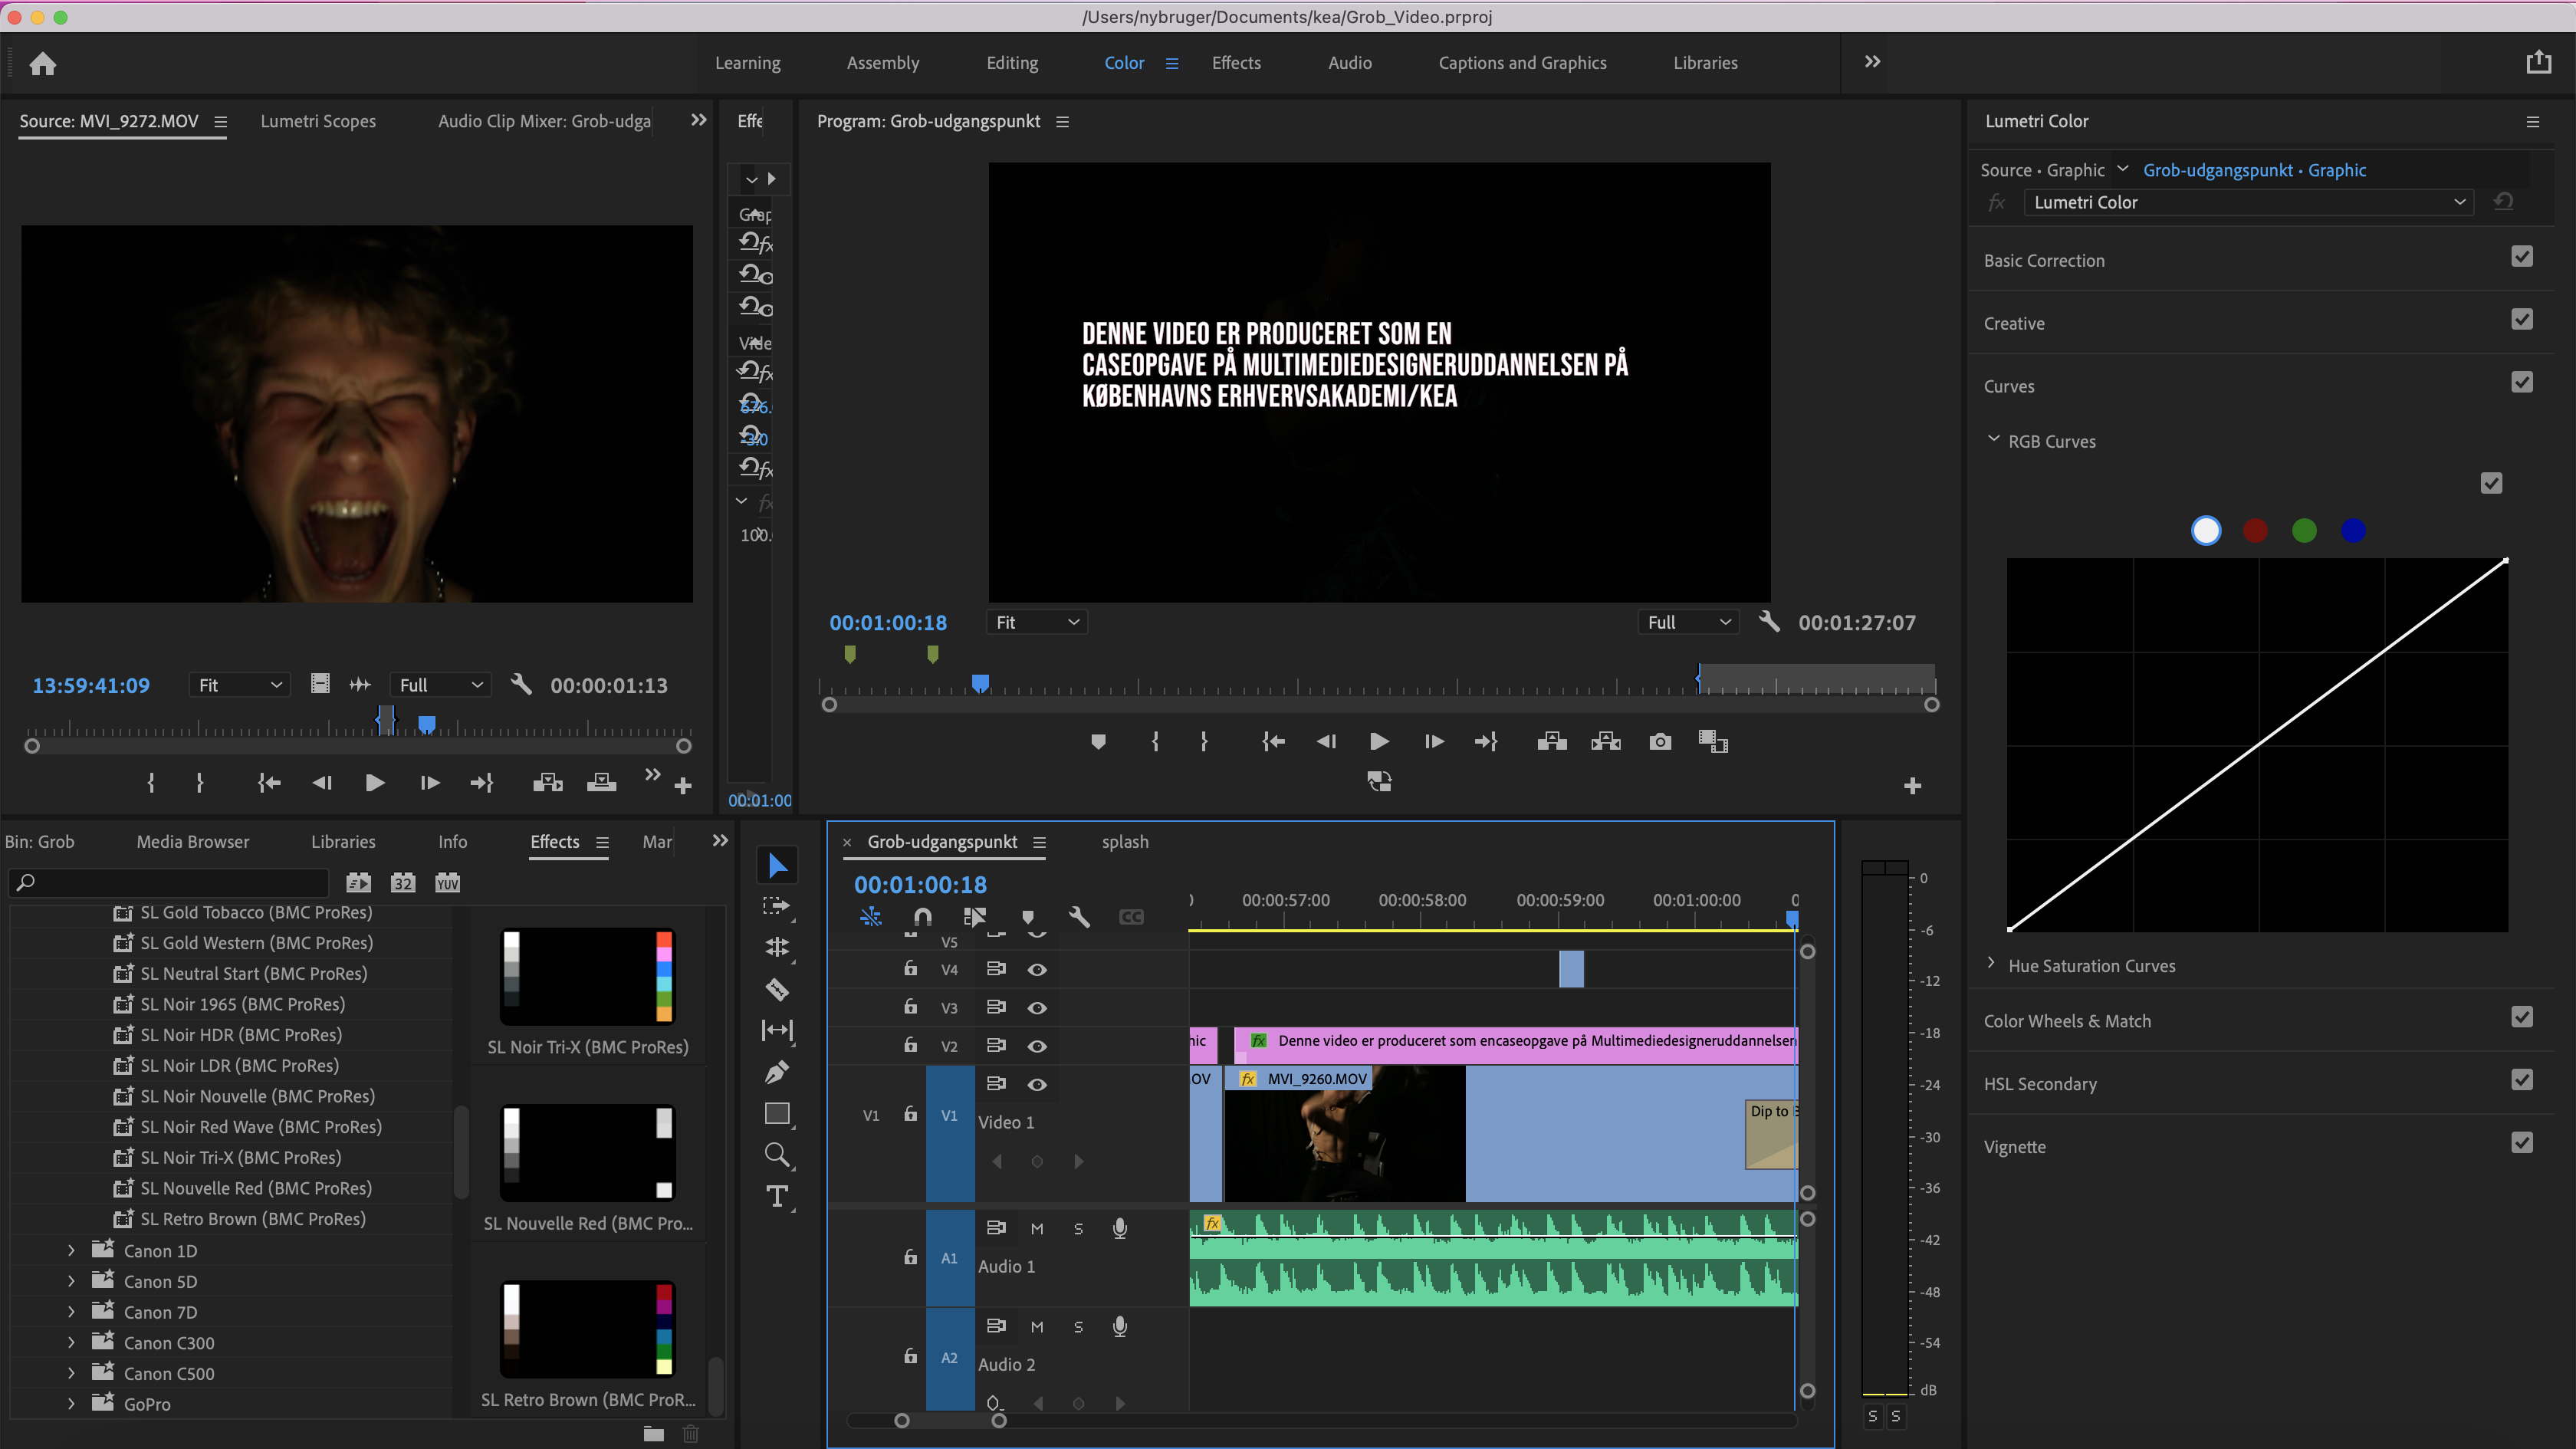 /Users/nybruger/Documents/kea/Grob_Video.prproj
Learning Assembly Editing Color Effects Audio Captions and Graphics Libraries
Source: MVI_9272.MOV Lumetri Scopes Audio Clip Mixer: Grob-udga
Effe
Program: Grob-udgangspunkt
Lumetri Color
Source • Graphic Grob-udgangspunkt • Graphic
fx Lumetri Color
Basic Correction
Creative
Curves
RGB Curves
Hue Saturation Curves
Color Wheels & Match
HSL Secondary
Vignette
Grap
Vide
676.
-3.0
100.
00:01:00
DENNE VIDEO ER PRODUCERET SOM EN
CASEOPGAVE PÅ MULTIMEDIEDESIGNERUDDANNELSEN PÅ
KØBENHAVNS ERHVERVSAKADEMI/KEA
00:01:00:18 Fit Full 00:01:27:07
13:59:41:09 Fit Full 00:00:01:13
Bin: Grob Media Browser Libraries Info Effects Mar
32 YUV
SL Gold Tobacco (BMC ProRes)
SL Gold Western (BMC ProRes)
SL Neutral Start (BMC ProRes)
SL Noir 1965 (BMC ProRes)
SL Noir HDR (BMC ProRes)
SL Noir LDR (BMC ProRes)
SL Noir Nouvelle (BMC ProRes)
SL Noir Red Wave (BMC ProRes)
SL Noir Tri-X (BMC ProRes)
SL Nouvelle Red (BMC ProRes)
SL Retro Brown (BMC ProRes)
Canon 1D
Canon 5D
Canon 7D
Canon C300
Canon C500
GoPro
SL Noir Tri-X (BMC ProRes)
SL Nouvelle Red (BMC Pro...
SL Retro Brown (BMC ProR...
Grob-udgangspunkt splash
00:01:00:18
00:00:57:00 00:00:58:00 00:00:59:00 00:01:00:00
CC
V5
V4
V3
V2
hic fx Denne video er produceret som encaseopgave på Multimediedesigneruddannelsen
V1 V1 Video 1
OV fx MVI_9260.MOV
Dip to
A1 M S
Audio 1
fx
A2 M S
Audio 2
0
-6
-12
-18
-24
-30
-36
-42
-48
-54
dB
S S